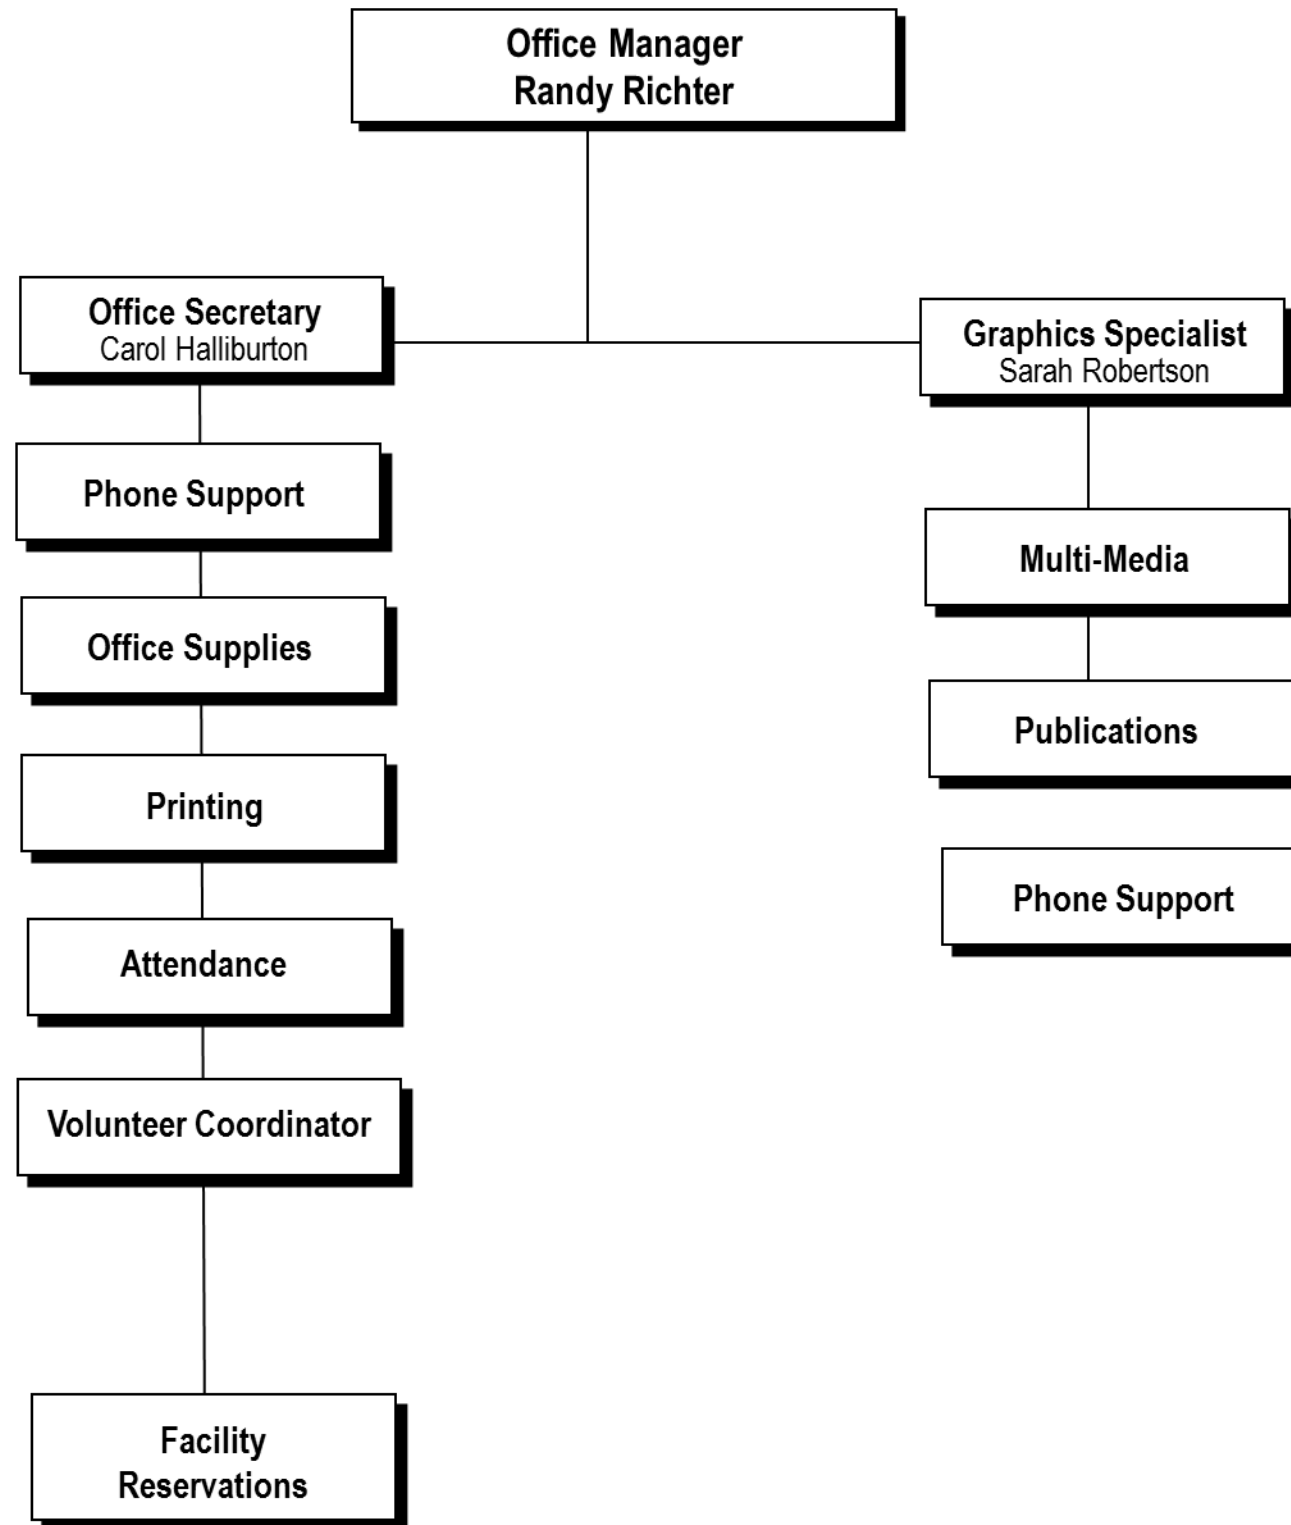 Office Manager
Randy Richter
Office Secretary
Carol Halliburton
Graphics Specialist
Sarah Robertson
Phone Support
Multi-Media
Office Supplies
Publications
Printing
Phone Support
Attendance
Volunteer Coordinator
Facility
Reservations